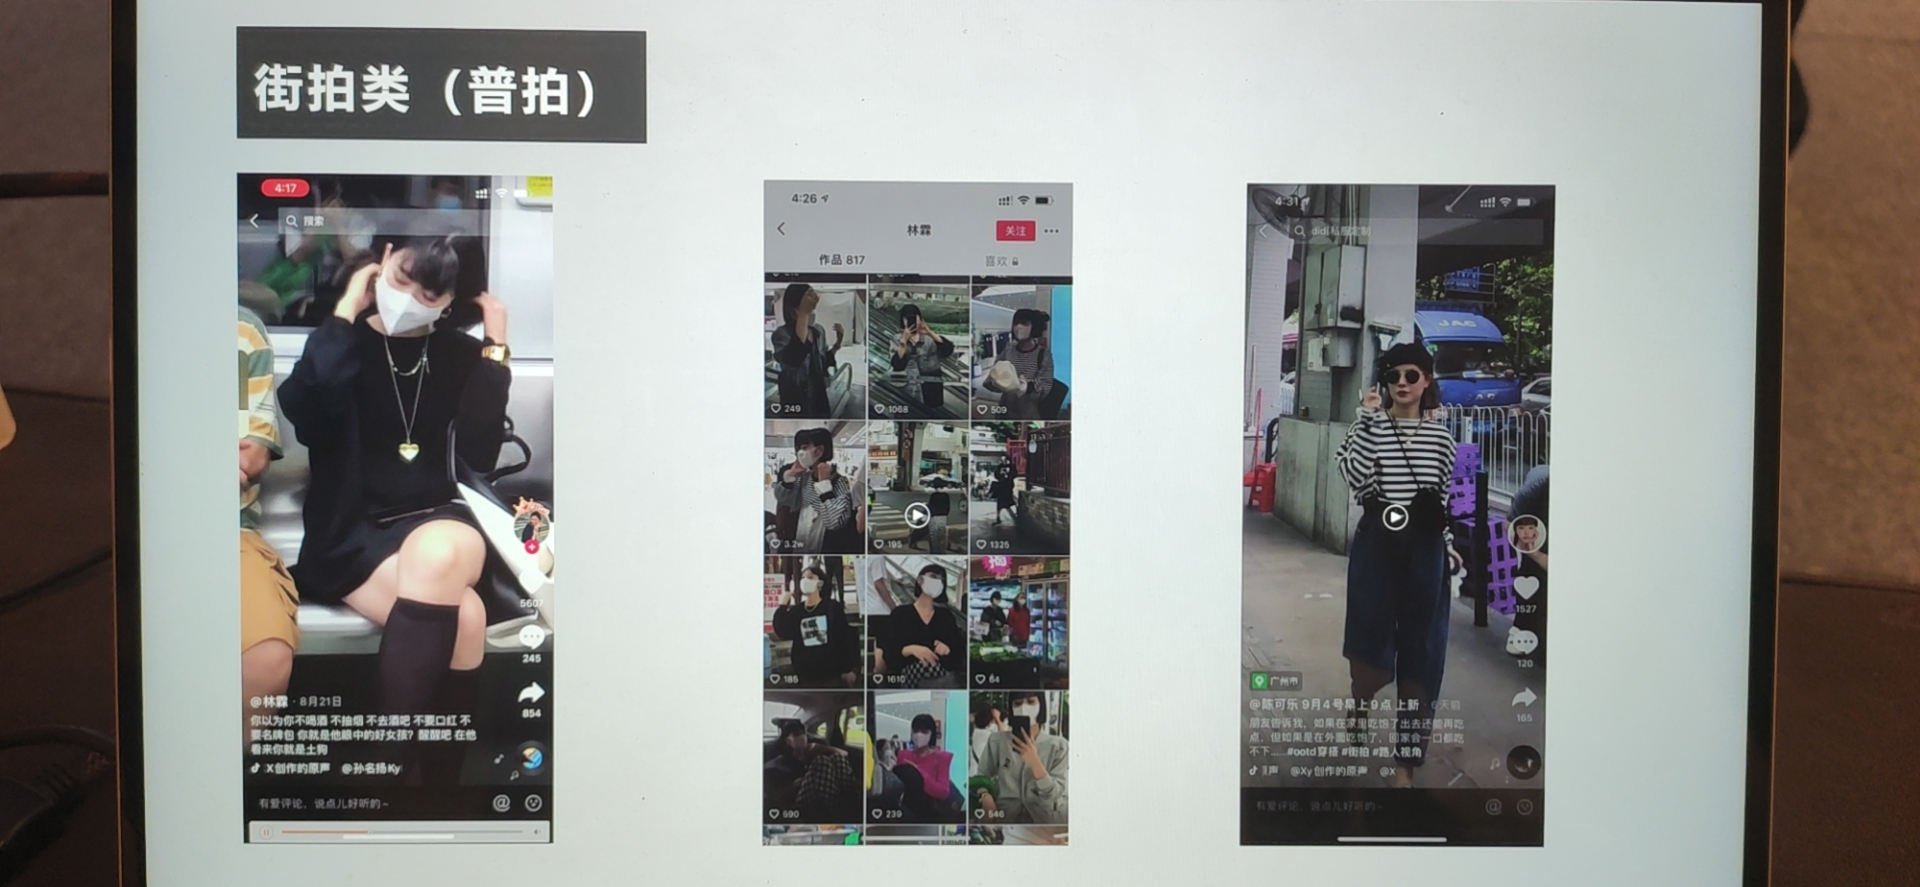 街拍类（普拍）
4:17
搜索
5607
245
854
@林霖 · 8月21日
你以为你不喝酒 不抽烟 不去酒吧 不要口红 不
要名牌包 你就是他眼中的好女孩？醒醒吧 在他
看来你就是土狗
X创作的原声 @孙名扬Ky
有爱评论，说点儿好听的~
4:26
林霖
关注
作品 817
喜欢
249
1068
509
3.2w
195
1325
185
1610
64
590
239
546
4:31
didi私服定制
JAC
1527
120
165
广州市
@陈可乐 9月4号早上9点 上新 · 6天前
朋友告诉我，如果在家里吃饱了出去还能再吃
点，但如果是在外面吃饱了，回家会一口都吃
不下.....#ootd穿搭 #街拍 #路人视角
@Xy创作的原声 @X
有爱评论，说点儿好听的~